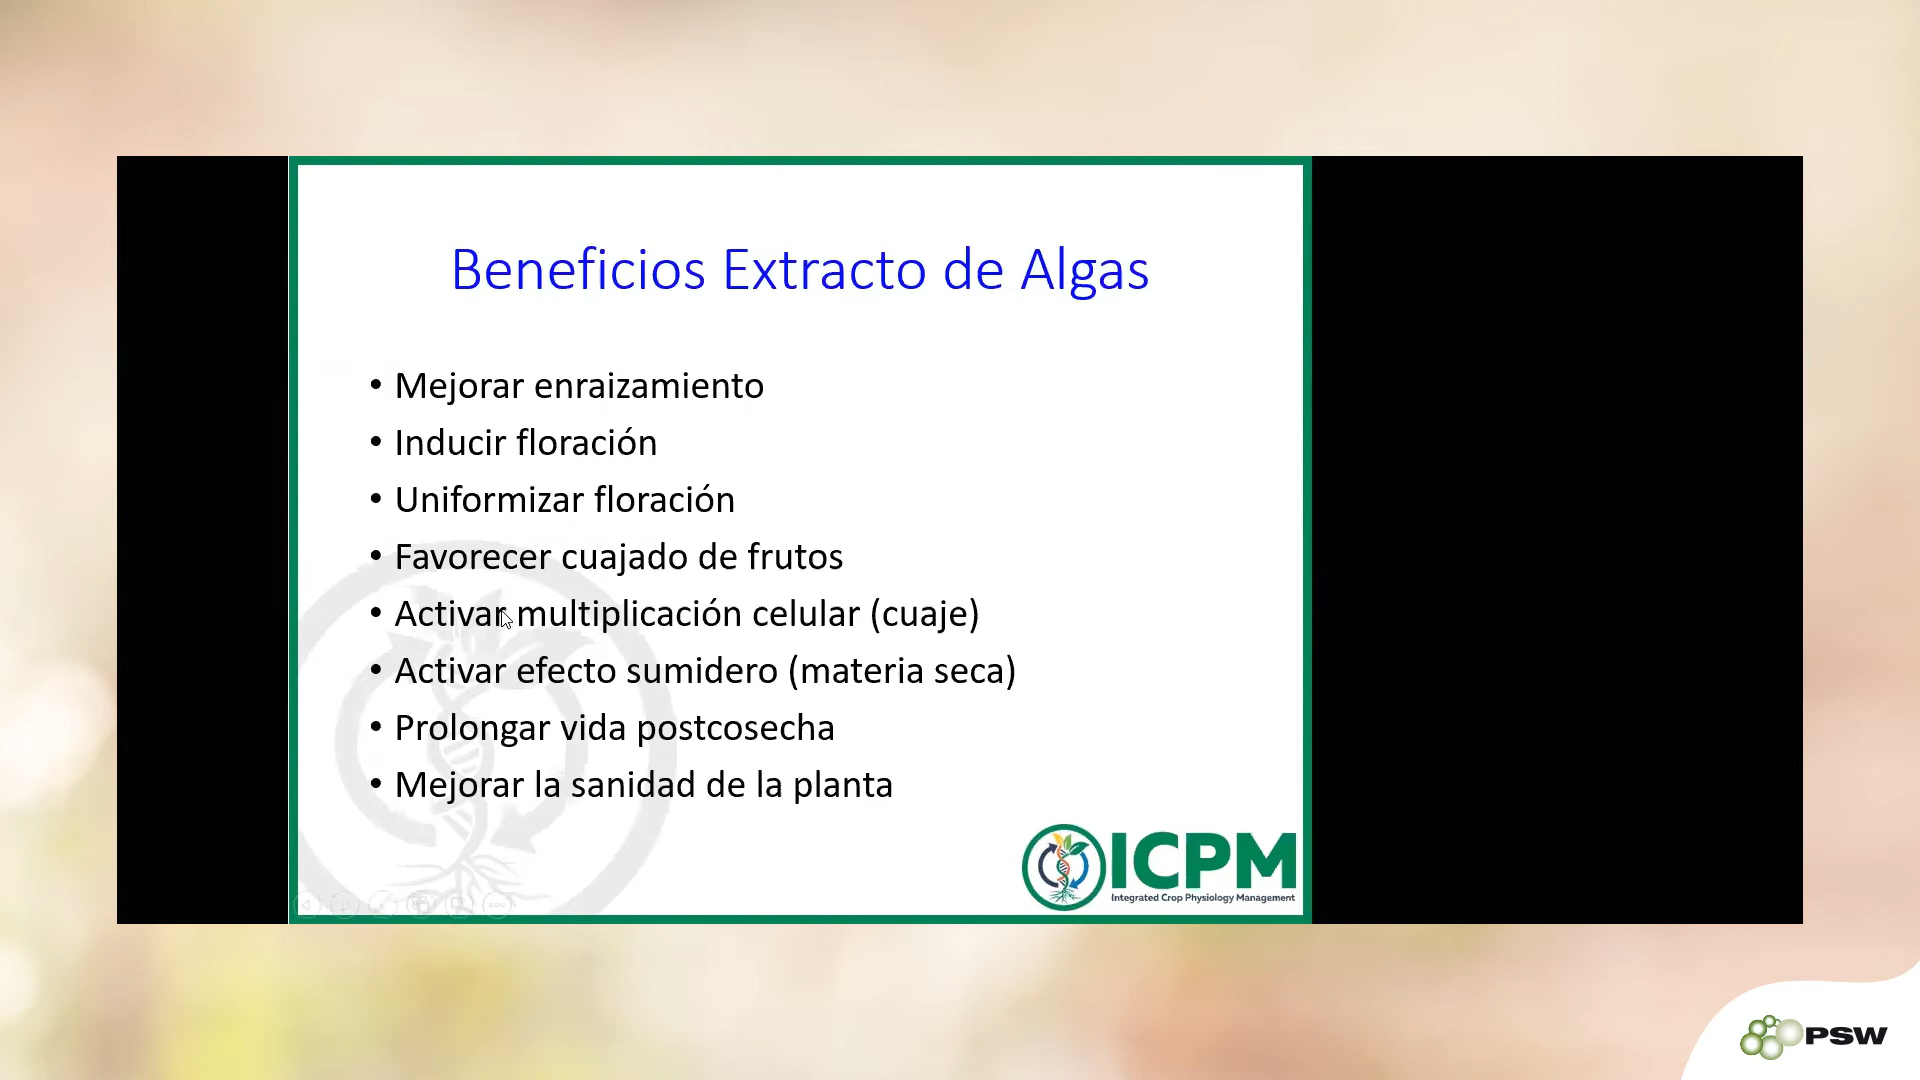 Beneficios Extracto de Algas
• Mejorar enraizamiento
• Inducir floración
• Uniformizar floración
• Favorecer cuajado de frutos
• Activar multiplicación celular (cuaje)
• Activar efecto sumidero (materia seca)
• Prolongar vida postcosecha
• Mejorar la sanidad de la planta
ICPM
Integrated Crop Physiology Management
PSW